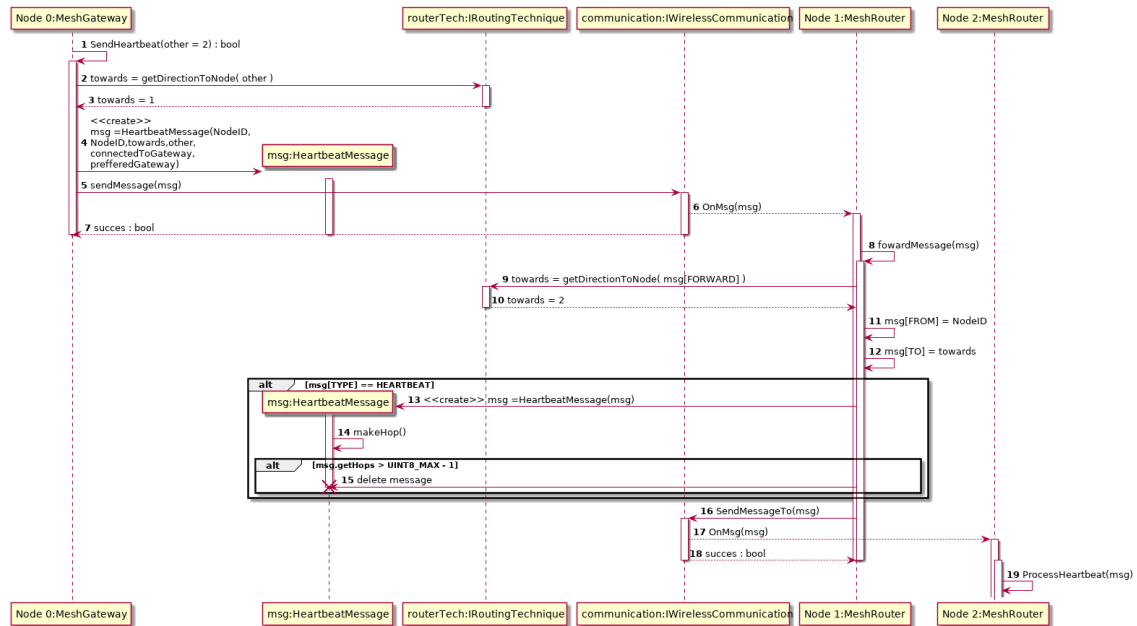 Node 0:MeshGateway
routerTech:IRoutingTechnique
communication:IWirelessCommunication
Node 1:MeshRouter
Node 2:MeshRouter
1 SendHeartbeat(other = 2) : bool
2 towards = getDirectionToNode( other )
3 towards = 1
<<create>>
msg =HeartbeatMessage(NodeID,
4 NodeID,towards,other,
connectedToGateway,
prefferedGateway)
msg:HeartbeatMessage
5 sendMessage(msg)
6 OnMsg(msg)
7 succes : bool
8 fowardMessage(msg)
9 towards = getDirectionToNode( msg[FORWARD] )
10 towards = 2
11 msg[FROM] = NodeID
12 msg[TO] = towards
alt [msg[TYPE] == HEARTBEAT]
msg:HeartbeatMessage
13 <<create>> msg =HeartbeatMessage(msg)
14 makeHop()
alt [msg.getHops > UINT8_MAX - 1]
15 delete message
16 SendMessageTo(msg)
17 OnMsg(msg)
18 succes : bool
19 ProcessHeartbeat(msg)
Node 0:MeshGateway
msg:HeartbeatMessage
routerTech:IRoutingTechnique
communication:IWirelessCommunication
Node 1:MeshRouter
Node 2:MeshRouter